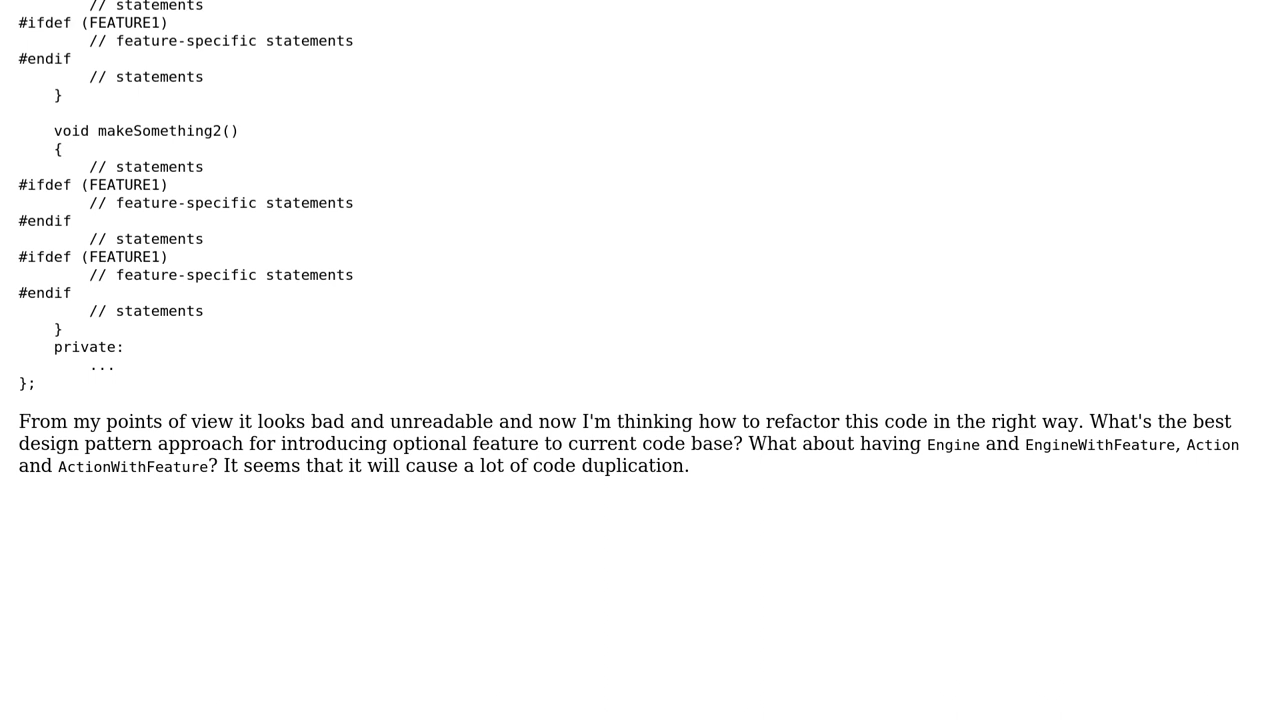 // statements
#ifdef (FEATURE1)
        // feature-specific statements
#endif
        // statements
    }

    void makeSomething2()
    {
        // statements
#ifdef (FEATURE1)
        // feature-specific statements
#endif
        // statements
#ifdef (FEATURE1)
        // feature-specific statements
#endif
        // statements
    }
    private:
        ...
};
From my points of view it looks bad and unreadable and now I'm thinking how to refactor this code in the right way. What's the best
design pattern approach for introducing optional feature to current code base? What about having Engine and EngineWithFeature, Action
and ActionWithFeature? It seems that it will cause a lot of code duplication.